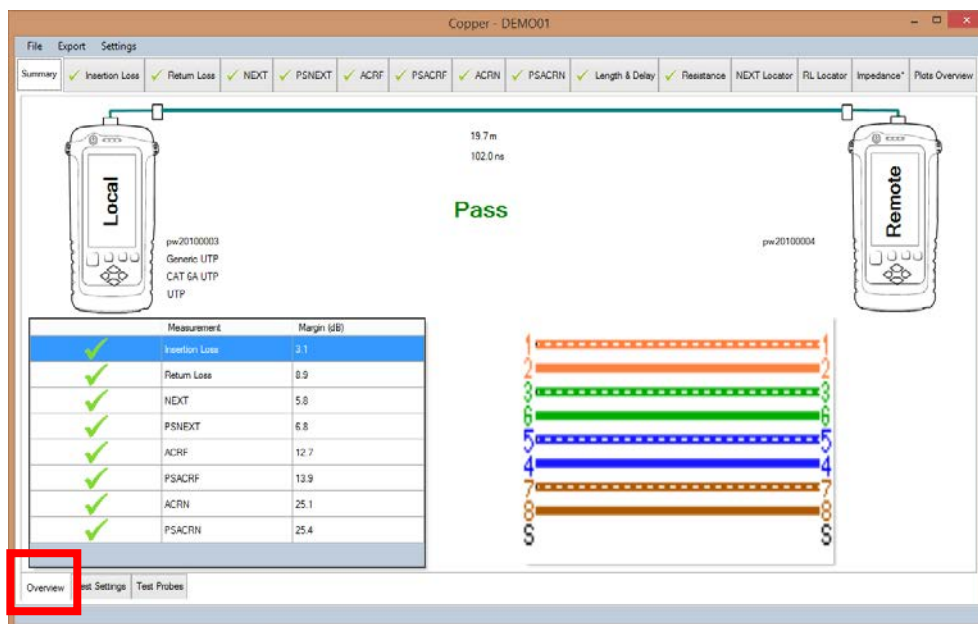 Copper - DEMO01
File Export Settings
Summary Insertion Loss Return Loss NEXT PSNEXT ACRF PSACRF ACRN PSACRN Length & Delay Resistance NEXT Locator RL Locator Impedance* Plots Overview
19.7 m
102.0 ns
Local
Remote
Pass
pw20100003
pw20100004
Generic UTP
CAT 6A UTP
UTP
Measurement Margin (dB)
Insertion Loss 3.1
Return Loss 8.9
NEXT 5.8
PSNEXT 6.8
ACRF 12.7
PSACRF 13.9
ACRN 25.1
PSACRN 25.4
1 1
2 2
3 3
6 6
5 5
4 4
7 7
8 8
S S
Overview est Settings Test Probes